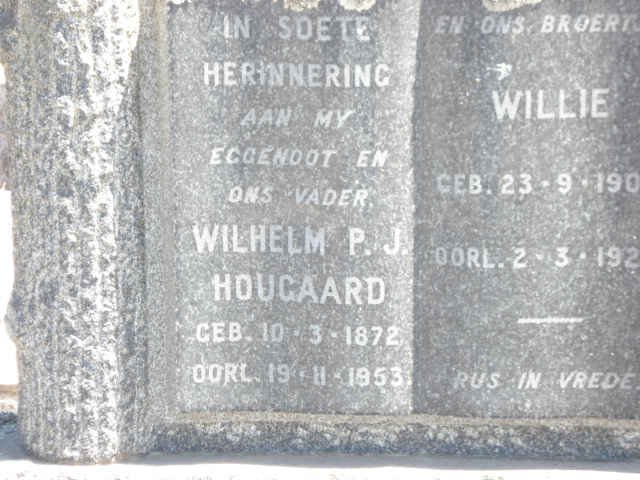 IN SOETE
HERINNERING
AAN MY
EGGENOOT EN
ONS VADER.
WILHELM P. J.
HOUGAARD
GEB. 10-3-1872
OORL. 19-11-1953.
EN ONS BROERT
WILLIE
GEB. 23-9-190
OORL. 2-3-192
RUS IN VREDE